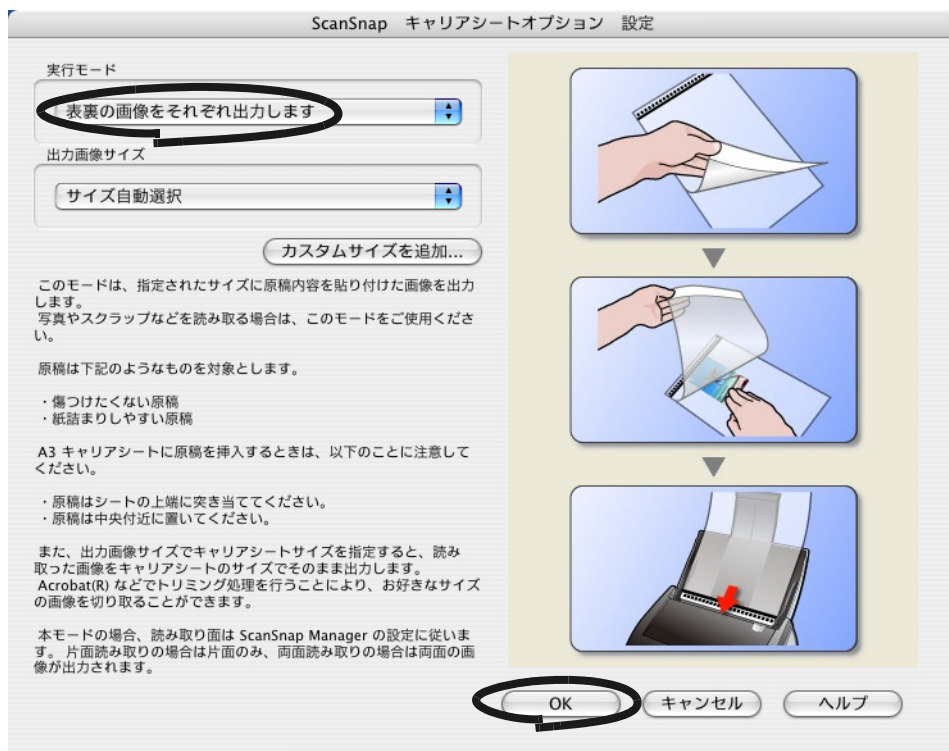 ScanSnap キャリアシートオプション 設定
実行モード
表裏の画像をそれぞれ出力します
出力画像サイズ
サイズ自動選択
カスタムサイズを追加...
このモードは、指定されたサイズに原稿内容を貼り付けた画像を出力
します。
写真やスクラップなどを読み取る場合は、このモードをご使用くださ
い。
原稿は下記のようなものを対象とします。
・傷つけたくない原稿
・紙詰まりしやすい原稿
A3 キャリアシートに原稿を挿入するときは、以下のことに注意して
ください。
・原稿はシートの上端に突き当ててください。
・原稿は中央付近に置いてください。
また、出力画像サイズでキャリアシートサイズを指定すると、読み
取った画像をキャリアシートのサイズでそのまま出力します。
Acrobat(R) などでトリミング処理を行うことにより、お好きなサイズ
の画像を切り取ることができます。
本モードの場合、読み取り面は ScanSnap Manager の設定に従いま
す。 片面読み取りの場合は片面のみ、両面読み取りの場合は両面の画
像が出力されます。
OK
キャンセル
ヘルプ